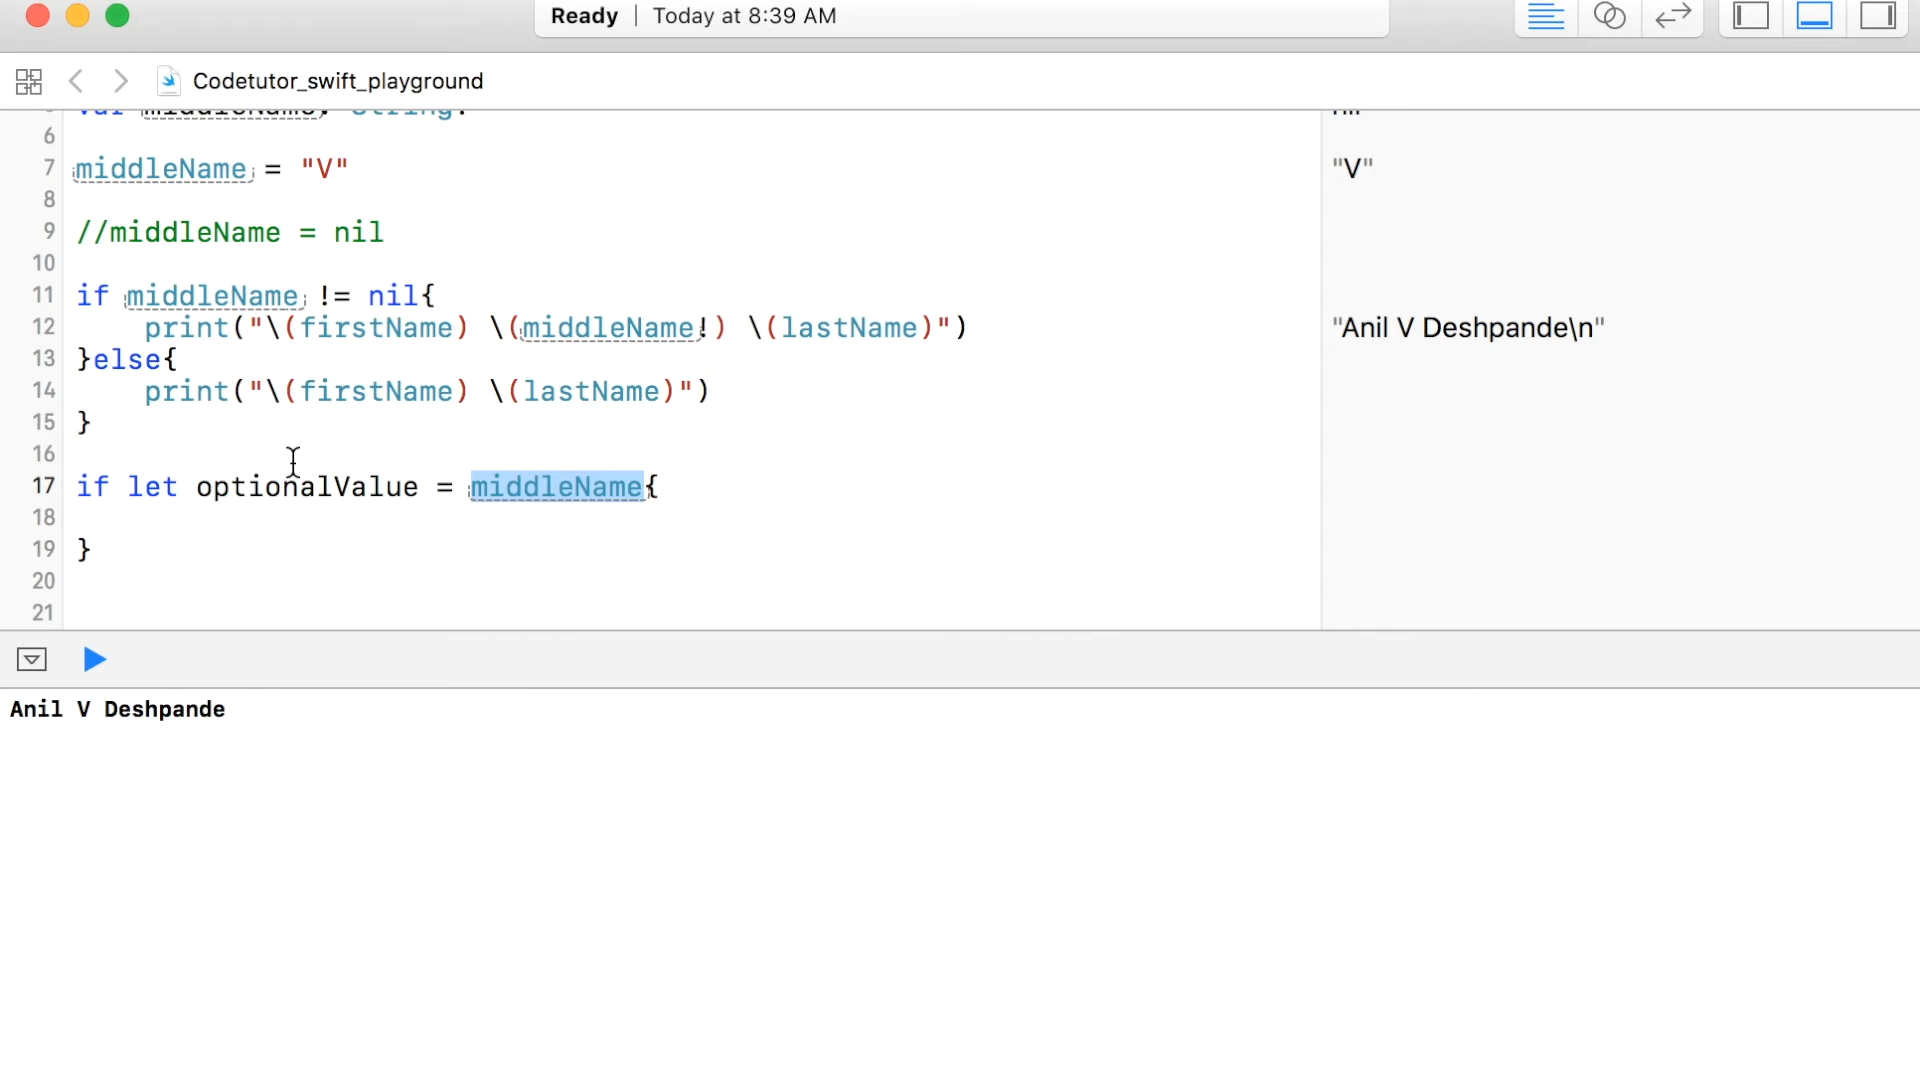 Ready | Today at 8:39 AM
Codetutor_swift_playground
6
7 middleName = "V" "V"
8
9 //middleName = nil
10
11 if middleName != nil{
12 print("\(firstName) \(middleName!) \(lastName)") "Anil V Deshpande\n"
13 }else{
14 print("\(firstName) \(lastName)")
15 }
16
17 if let optionalValue = middleName{
18
19 }
20
21
Anil V Deshpande